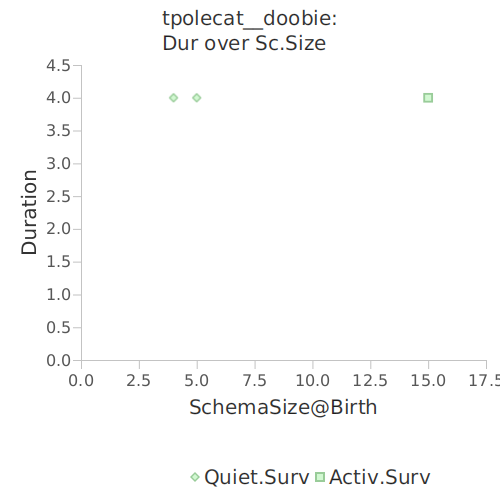 tpolecat__doobie:
Dur over Sc.Size
4.5
4.0
3.5
3.0
2.5
2.0
1.5
1.0
0.5
0.0
Duration
0.0 2.5 5.0 7.5 10.0 12.5 15.0 17.5
SchemaSize@Birth
Quiet.Surv Activ.Surv